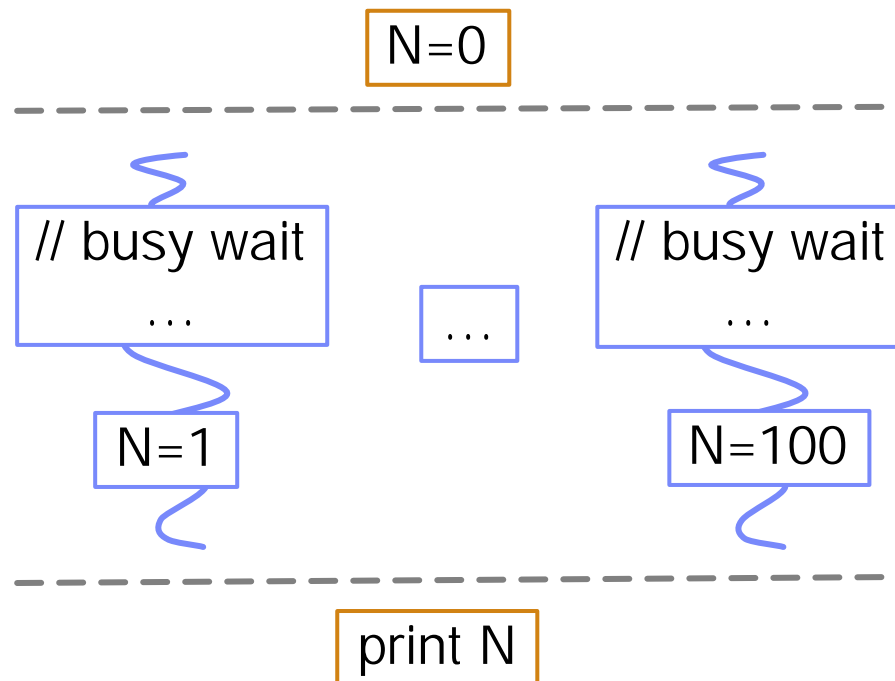 N=0
// busy wait
...
...
// busy wait
...
N=1
N=100
print N